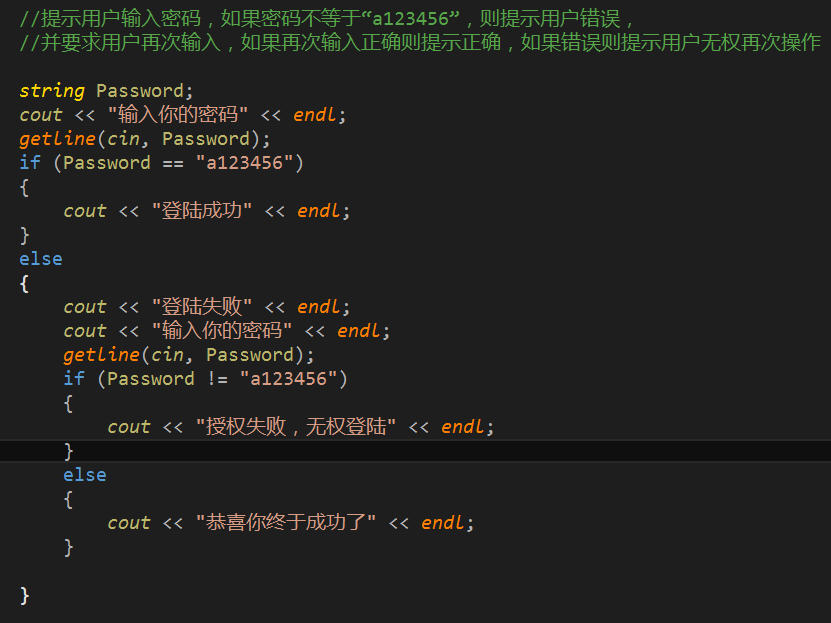 //提示用户输入密码，如果密码不等于“a123456”，则提示用户错误，
//并要求用户再次输入，如果再次输入正确则提示正确，如果错误则提示用户无权再次操作
string Password;
cout << "输入你的密码" << endl;
getline(cin, Password);
if (Password == "a123456")
{
    cout << "登陆成功" << endl;
}
else
{
    cout << "登陆失败" << endl;
    cout << "输入你的密码" << endl;
    getline(cin, Password);
    if (Password != "a123456")
    {
        cout << "授权失败，无权登陆" << endl;
    }
    else
    {
        cout << "恭喜你终于成功了" << endl;
    }
}